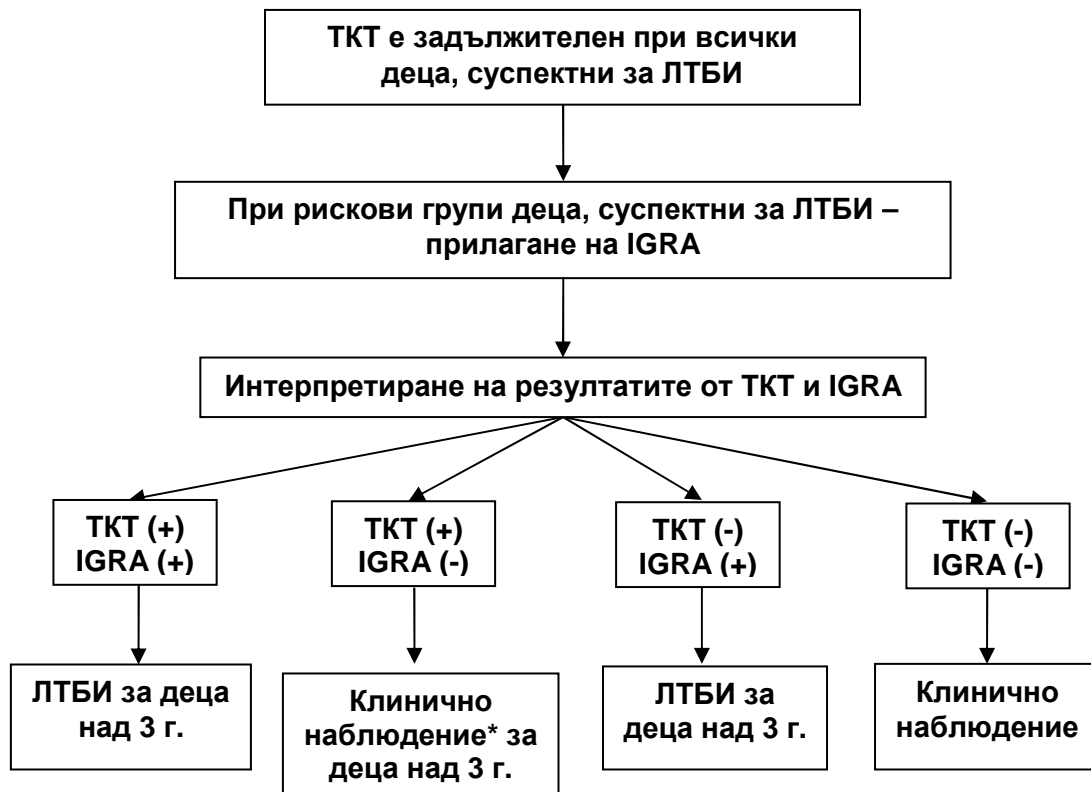 ТКТ е задължителен при всички
деца, суспектни за ЛТБИ
При рискови групи деца, суспектни за ЛТБИ –
прилагане на IGRA
Интерпретиране на резултатите от ТКТ и IGRA
ТКТ (+)
IGRA (+)
ТКТ (+)
IGRA (-)
ТКТ (-)
IGRA (+)
ТКТ (-)
IGRA (-)
ЛТБИ за деца
над 3 г.
Клинично
наблюдение* за
деца над 3 г.
ЛТБИ за
деца над 3 г.
Клинично
наблюдение